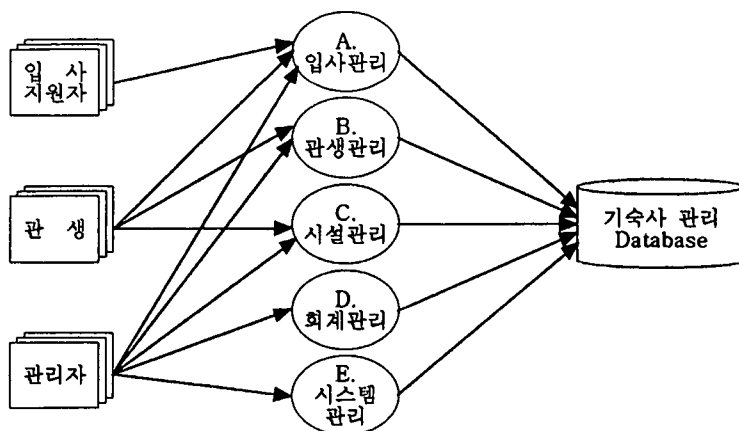 입 사
지원자
관 생
관리자
A.
입사관리
B.
관생관리
C.
시설관리
D.
회계관리
E.
시스템
관리
기숙사 관리
Database